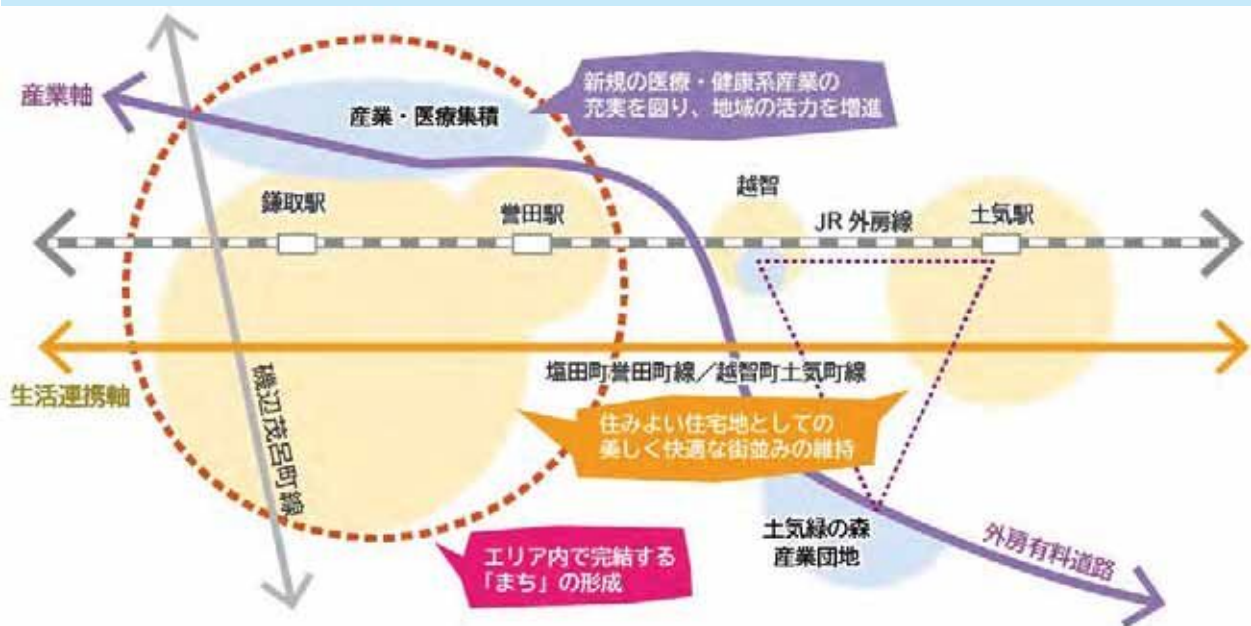 産業軸
産業・医療集積
新規の医療・健康系産業の
充実を図り、地域の活力を増進
鎌取駅
誉田駅
越智
JR 外房線
土気駅
塩田町誉田町線／越智町土気町線
生活連携軸
磯辺茂呂町線
住みよい住宅地としての
美しく快適な街並みの維持
エリア内で完結する
「まち」の形成
土気緑の森
産業団地
外房有料道路